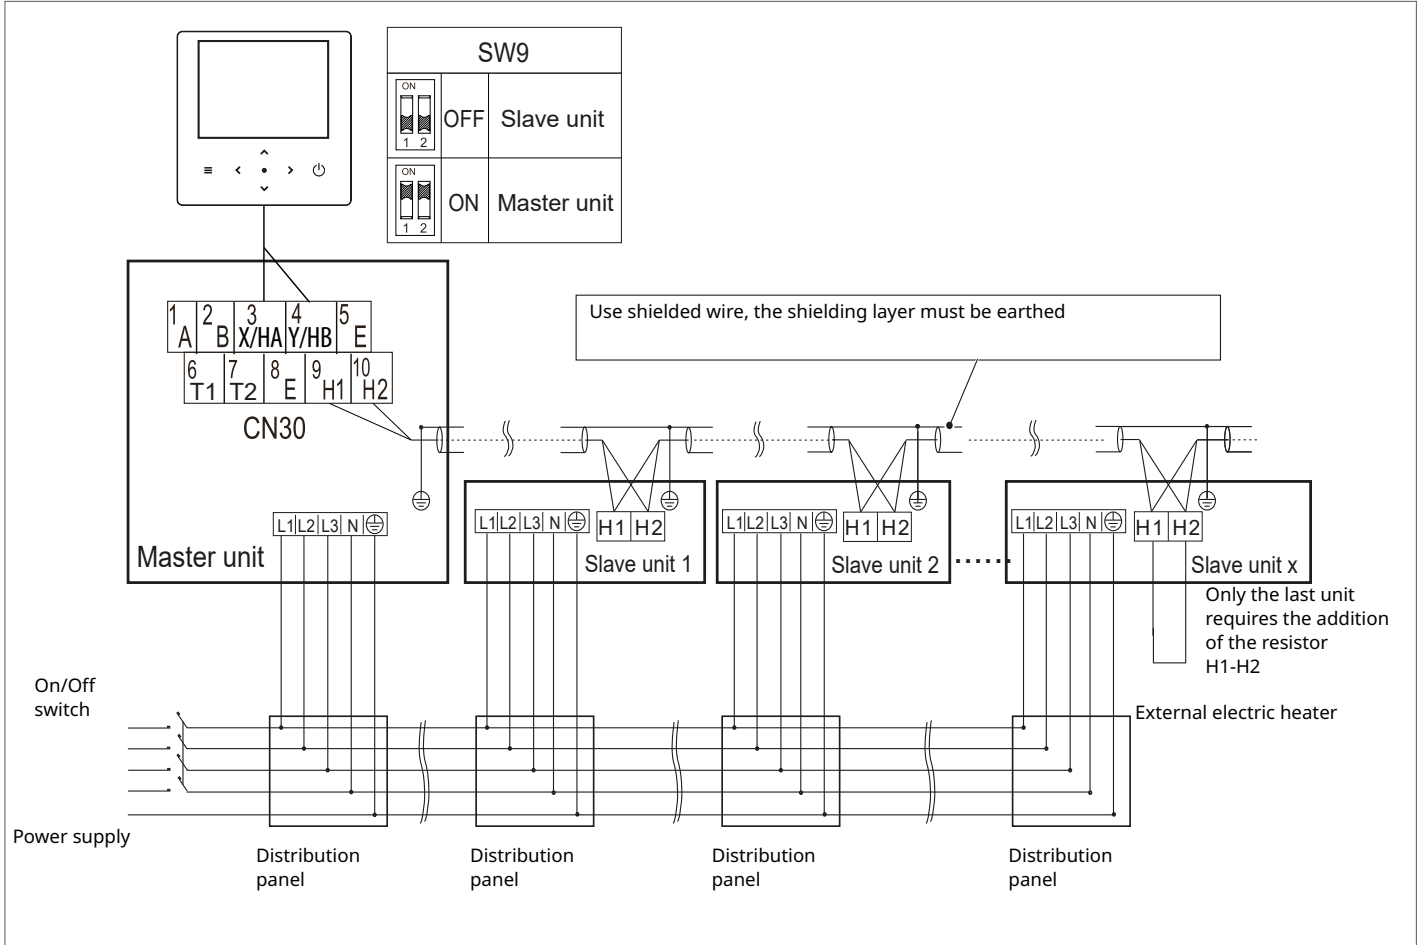 SW9
ON
1 2
OFF
Slave unit
ON
1 2
ON
Master unit
1 A 2 B 3 X/HA 4 Y/HB 5 E
6 T1 7 T2 8 E 9 H1 10 H2
CN30
Use shielded wire, the shielding layer must be earthed
L1 L2 L3 N
Master unit
L1 L2 L3 N
H1 H2
Slave unit 1
L1 L2 L3 N
H1 H2
Slave unit 2
......
L1 L2 L3 N
H1 H2
Slave unit x
Only the last unit
requires the addition
of the resistor
H1-H2
On/Off
switch
External electric heater
Power supply
Distribution
panel
Distribution
panel
Distribution
panel
Distribution
panel